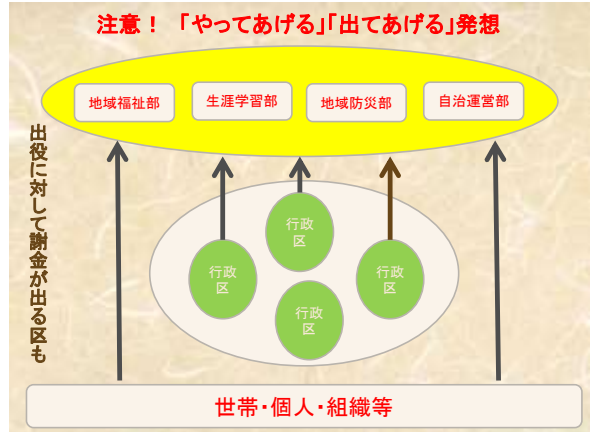 注意！ 「やってあげる」「出てあげる」発想
地域福祉部
生涯学習部
地域防災部
自治運営部
出役に対して謝金が出る区も
行政
区
行政
区
行政
区
行政
区
世帯・個人・組織等